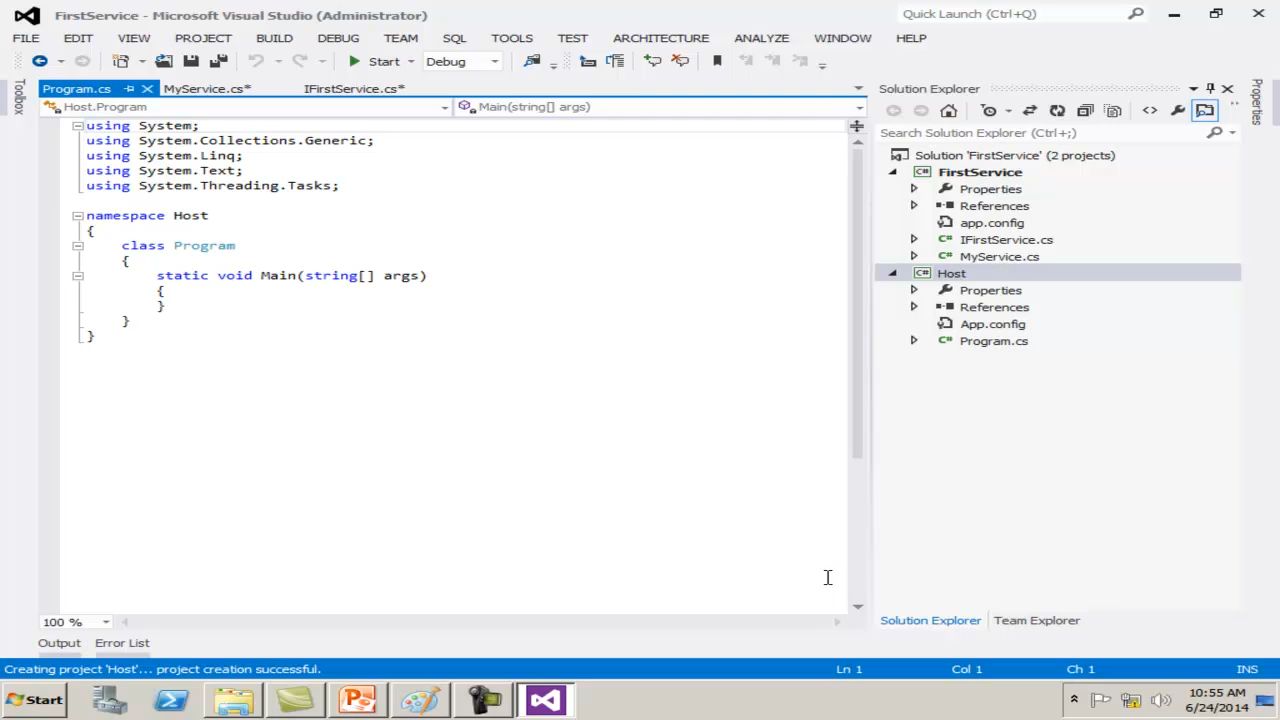 FirstService - Microsoft Visual Studio (Administrator)
Quick Launch (Ctrl+Q)
FILE EDIT VIEW PROJECT BUILD DEBUG TEAM SQL TOOLS TEST ARCHITECTURE ANALYZE WINDOW HELP
Start Debug
Toolbox
Program.cs MyService.cs* IFirstService.cs*
Host.Program Main(string[] args)
using System;
using System.Collections.Generic;
using System.Linq;
using System.Text;
using System.Threading.Tasks;
namespace Host
{
class Program
{
static void Main(string[] args)
{
}
}
}
100 %
Solution Explorer
Properties
Search Solution Explorer (Ctrl+;)
Solution 'FirstService' (2 projects)
C# FirstService
Properties
References
app.config
C# IFirstService.cs
C# MyService.cs
C# Host
Properties
References
App.config
C# Program.cs
Solution Explorer Team Explorer
Output Error List
Creating project 'Host'... project creation successful. Ln 1 Col 1 Ch 1 INS
Start
10:55 AM
6/24/2014